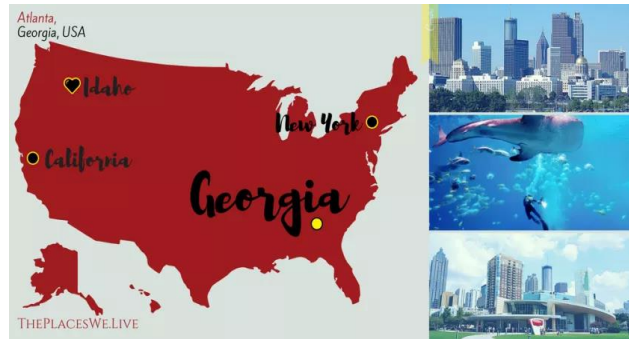 Atlanta,
Georgia, USA
Idaho
New York
California
Georgia
THEPLACESWE.LIVE